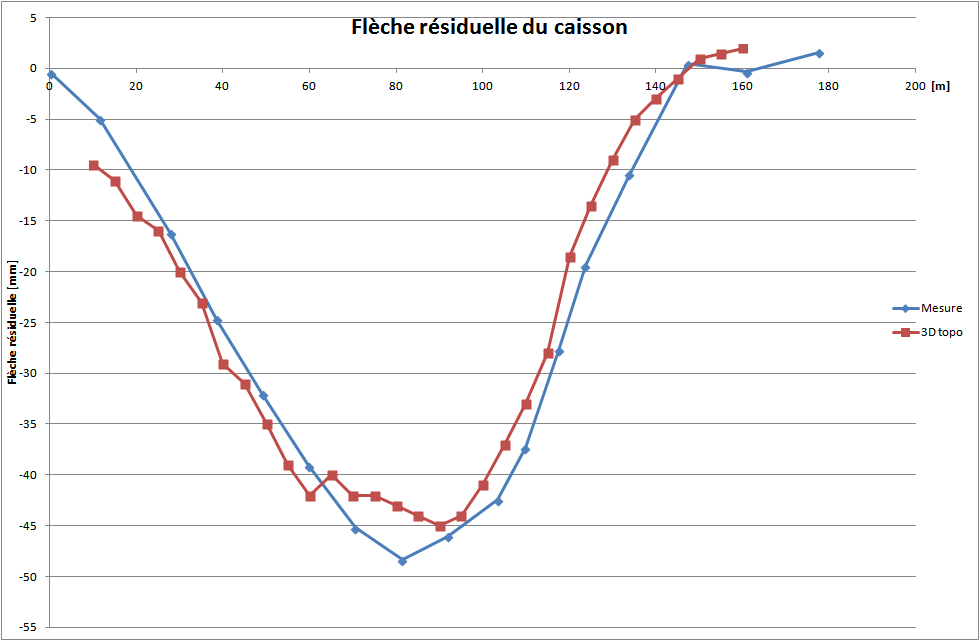 Flèche résiduelle du caisson
5
0
-5
-10
-15
-20
-25
-30
-35
-40
-45
-50
-55
0 20 40 60 80 100 120 140 160 180 200 [m]
Flèche résiduelle [mm]
Mesure
3D topo